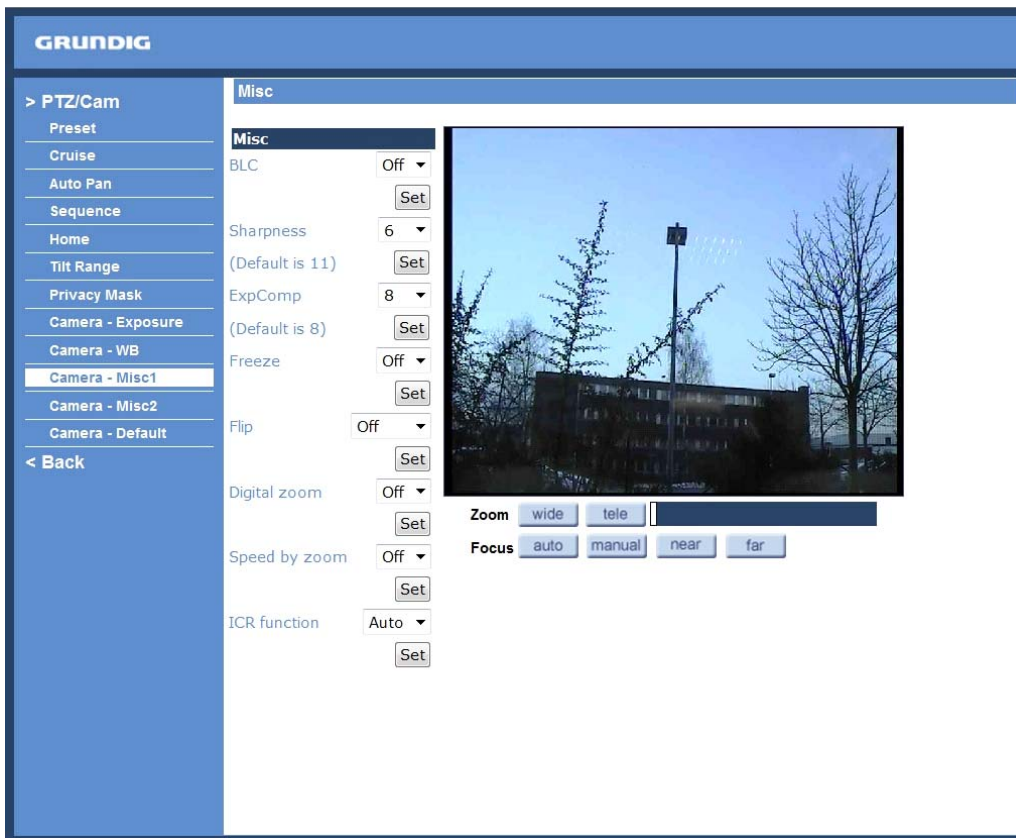 GRUNDIG
> PTZ/Cam
Preset
Cruise
Auto Pan
Sequence
Home
Tilt Range
Privacy Mask
Camera - Exposure
Camera - WB
Camera - Misc1
Camera - Misc2
Camera - Default
< Back
Misc
Misc
BLC Off
Set
Sharpness 6
(Default is 11) Set
ExpComp 8
(Default is 8) Set
Freeze Off
Set
Flip Off
Set
Digital zoom Off
Set
Speed by zoom Off
Set
ICR function Auto
Set
Zoom wide tele
Focus auto manual near far